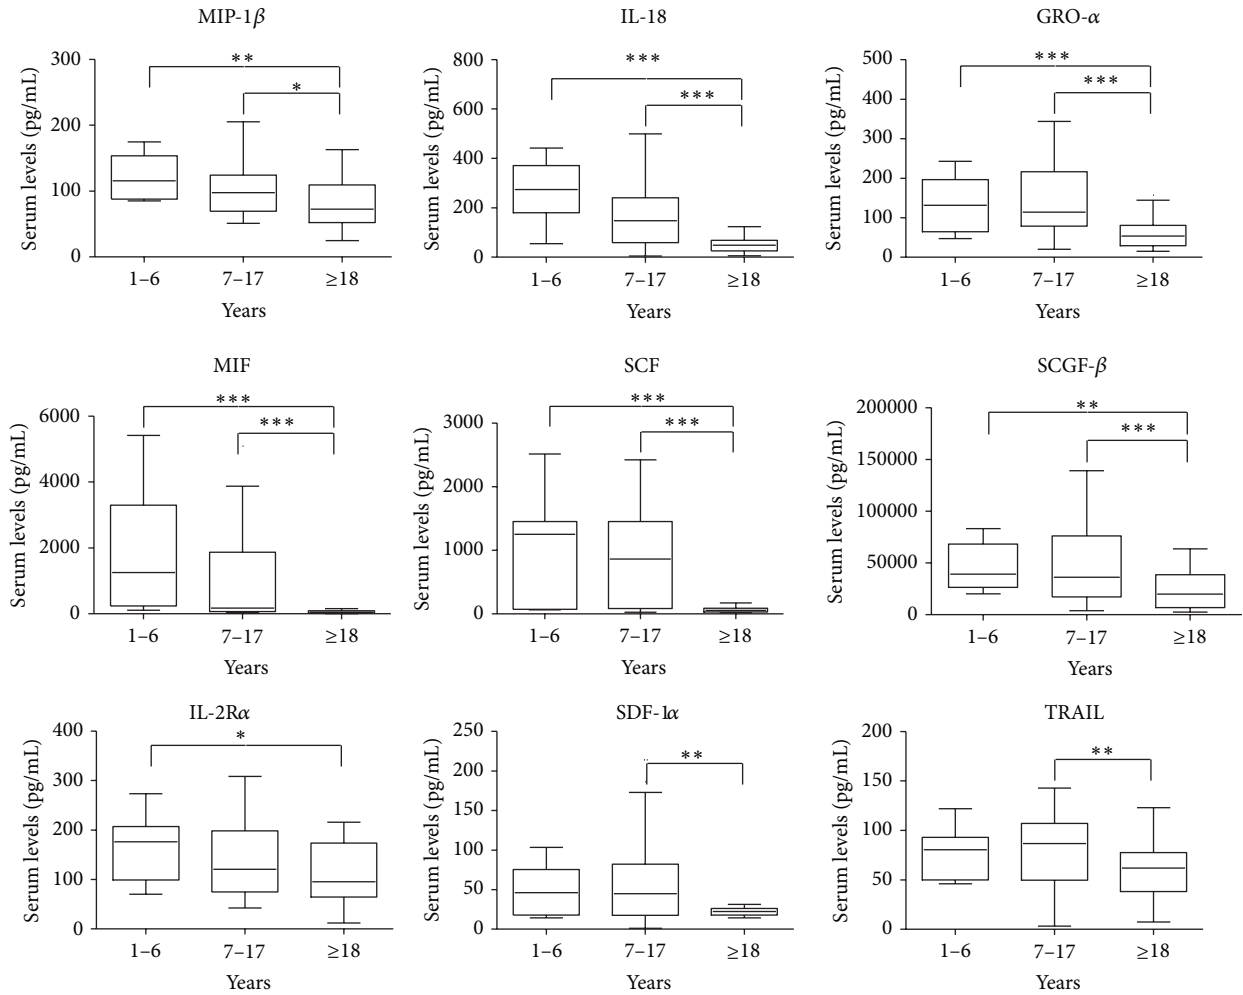 MIP-1β
Serum levels (pg/mL)
300
200
100
0
**
*
1–6 7–17 ≥18
Years
IL-18
Serum levels (pg/mL)
800
600
400
200
0
***
***
1–6 7–17 ≥18
Years
GRO-α
Serum levels (pg/mL)
500
400
300
200
100
0
***
***
1–6 7–17 ≥18
Years
MIF
Serum levels (pg/mL)
6000
4000
2000
0
***
***
1–6 7–17 ≥18
Years
SCF
Serum levels (pg/mL)
3000
2000
1000
0
***
***
1–6 7–17 ≥18
Years
SCGF-β
Serum levels (pg/mL)
200000
150000
100000
50000
0
**
***
1–6 7–17 ≥18
Years
IL-2Rα
Serum levels (pg/mL)
400
300
200
100
0
*
1–6 7–17 ≥18
Years
SDF-1α
Serum levels (pg/mL)
250
200
150
100
50
0
**
1–6 7–17 ≥18
Years
TRAIL
Serum levels (pg/mL)
200
150
100
50
0
**
1–6 7–17 ≥18
Years